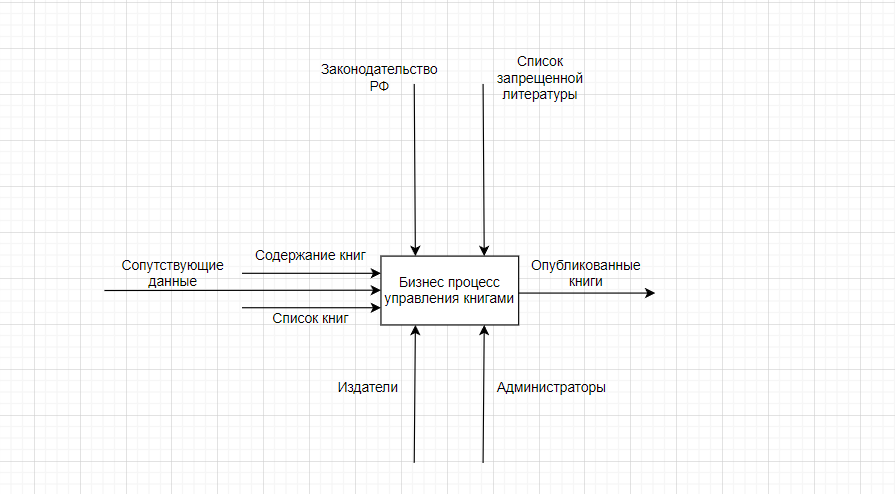 Законодательство
РФ
Список
запрещенной
литературы
Сопутствующие
данные
Содержание книг
Список книг
Бизнес процесс
управления книгами
Опубликованные
книги
Издатели
Администраторы